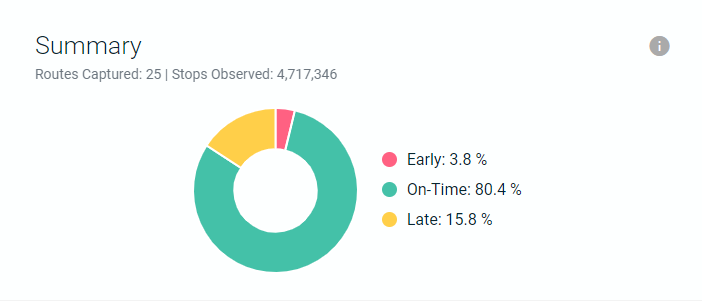 Summary
Routes Captured: 25 | Stops Observed: 4,717,346
Early: 3.8 %
On-Time: 80.4 %
Late: 15.8 %